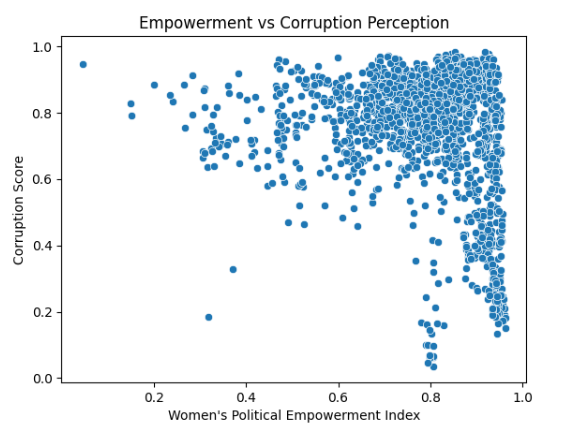 Empowerment vs Corruption Perception
1.0
0.8
0.6
0.4
0.2
0.0
Corruption Score
0.2 0.4 0.6 0.8 1.0
Women's Political Empowerment Index